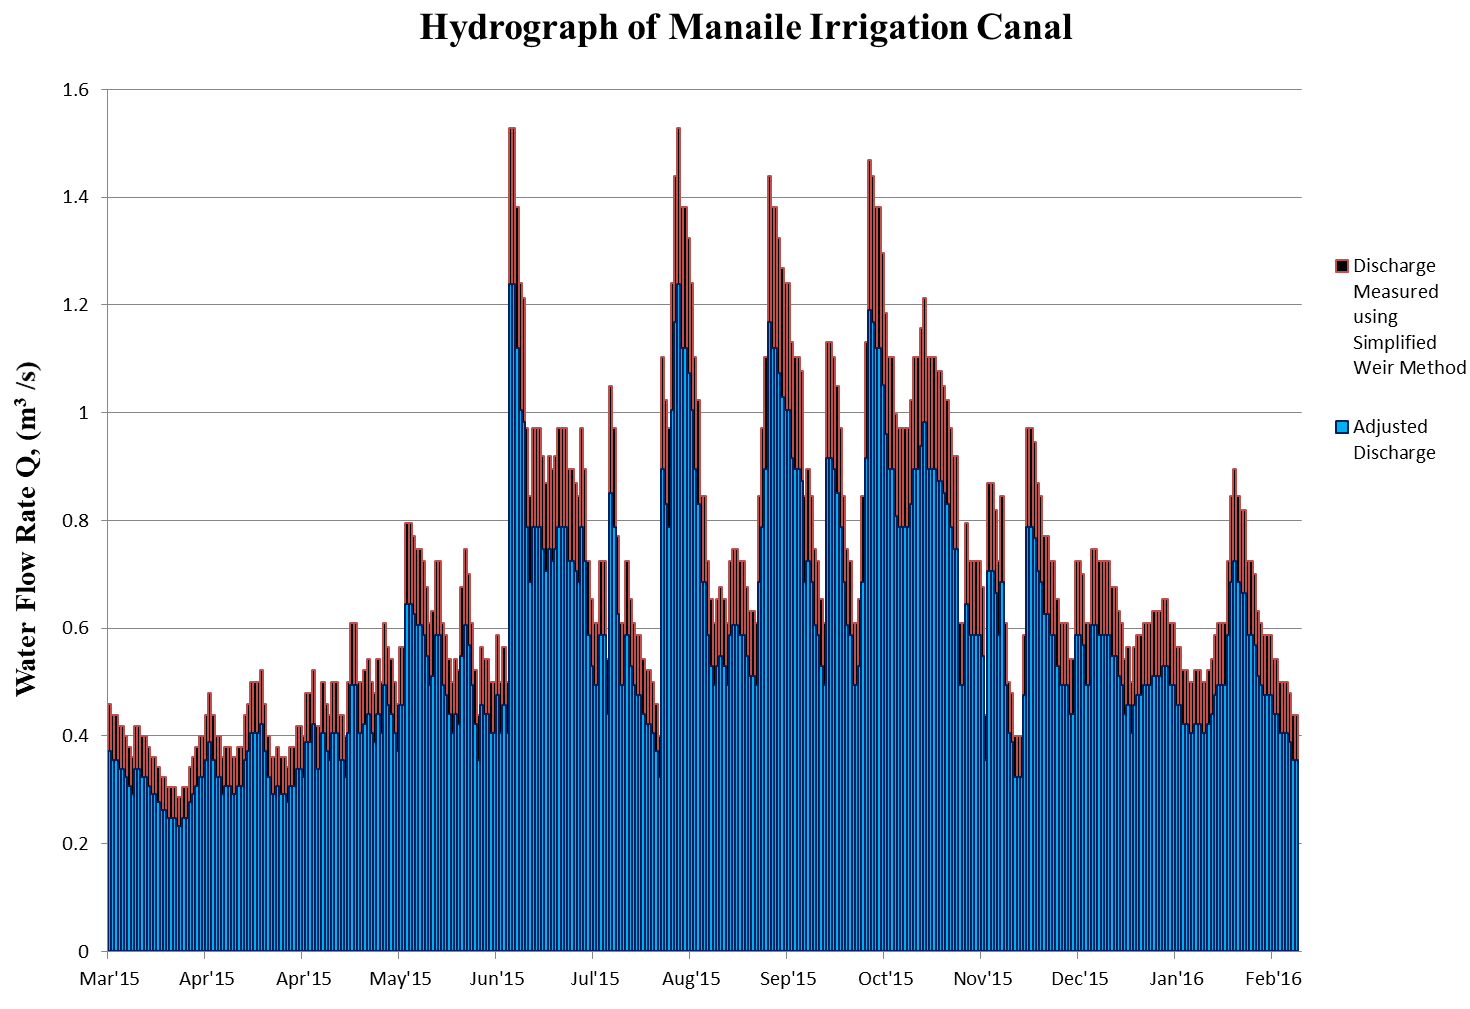 Hydrograph of Manaile Irrigation Canal
Water Flow Rate Q, (m³ /s)
1.6
1.4
1.2
1
0.8
0.6
0.4
0.2
0
Mar'15 Apr'15 Apr'15 May'15 Jun'15 Jul'15 Aug'15 Sep'15 Oct'15 Nov'15 Dec'15 Jan'16 Feb'16
Discharge
Measured
using
Simplified
Weir Method
Adjusted
Discharge